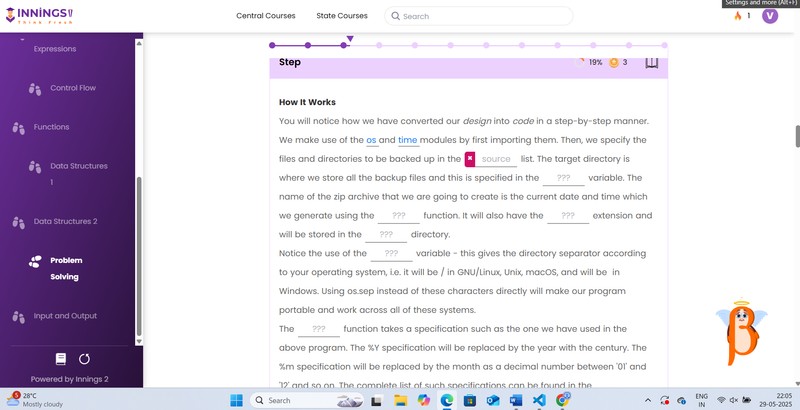 Settings and more (Alt+F)
INNINGS
Think Fresh
Central Courses
State Courses
Search
1
V
Expressions
Control Flow
Functions
Data Structures
1
Data Structures 2
Problem
Solving
Input and Output
Powered by Innings 2
Step
19%
3
How It Works
You will notice how we have converted our design into code in a step-by-step manner.
We make use of the os and time modules by first importing them. Then, we specify the
files and directories to be backed up in the source list. The target directory is
where we store all the backup files and this is specified in the ??? variable. The
name of the zip archive that we are going to create is the current date and time which
we generate using the ??? function. It will also have the ??? extension and
will be stored in the ??? directory.
Notice the use of the ??? variable - this gives the directory separator according
to your operating system, i.e. it will be / in GNU/Linux, Unix, macOS, and will be in
Windows. Using os.sep instead of these characters directly will make our program
portable and work across all of these systems.
The ??? function takes a specification such as the one we have used in the
above program. The %Y specification will be replaced by the year with the century. The
%m specification will be replaced by the month as a decimal number between '01' and
'12' and so on. The complete list of such specifications can be found in the
5
28°C
Mostly cloudy
Search
ENG
IN
22:05
29-05-2025